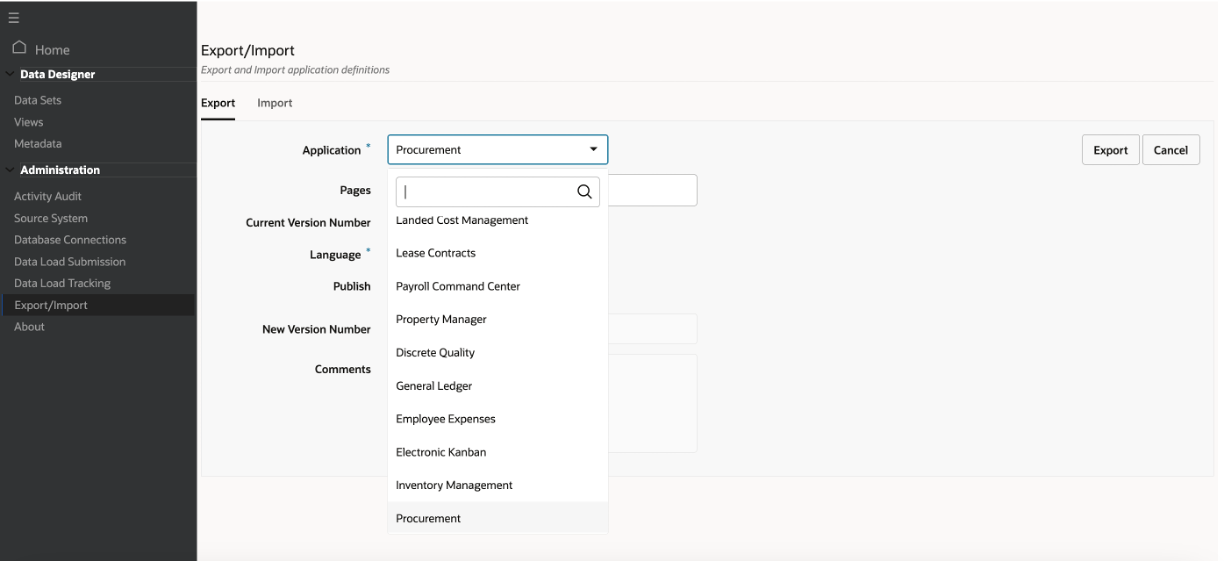 Home
Data Designer
Data Sets
Views
Metadata
Administration
Activity Audit
Source System
Database Connections
Data Load Submission
Data Load Tracking
Export/Import
About
Export/Import
Export and Import application definitions
Export Import
Application * Procurement
Export Cancel
Pages
Current Version Number
Language *
Publish
New Version Number
Comments
Landed Cost Management
Lease Contracts
Payroll Command Center
Property Manager
Discrete Quality
General Ledger
Employee Expenses
Electronic Kanban
Inventory Management
Procurement